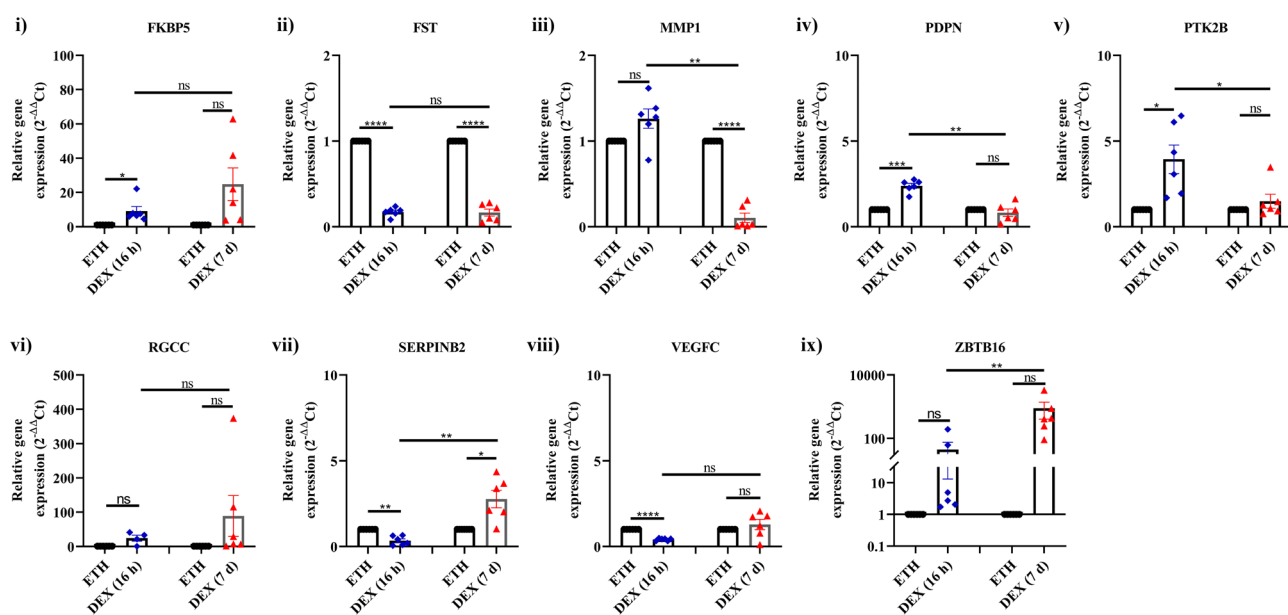 i)
FKBP5
Relative gene
expression (2-ΔΔCt)
100
80
60
40
20
0
ns
ns
*
ETH
DEX (16 h)
ETH
DEX (7 d)
ii)
FST
Relative gene
expression (2-ΔΔCt)
2
1
0
ns
****
****
ETH
DEX (16 h)
ETH
DEX (7 d)
iii)
MMP1
Relative gene
expression (2-ΔΔCt)
2
1
0
**
ns
****
ETH
DEX (16 h)
ETH
DEX (7 d)
iv)
PDPN
Relative gene
expression (2-ΔΔCt)
10
5
0
**
***
ns
ETH
DEX (16 h)
ETH
DEX (7 d)
v)
PTK2B
Relative gene
expression (2-ΔΔCt)
10
5
0
*
*
ns
ETH
DEX (16 h)
ETH
DEX (7 d)
vi)
RGCC
Relative gene
expression (2-ΔΔCt)
500
400
300
200
100
0
ns
ns
ns
ETH
DEX (16 h)
ETH
DEX (7 d)
vii)
SERPINB2
Relative gene
expression (2-ΔΔCt)
10
5
0
**
*
**
ETH
DEX (16 h)
ETH
DEX (7 d)
viii)
VEGFC
Relative gene
expression (2-ΔΔCt)
10
5
0
ns
ns
****
ETH
DEX (16 h)
ETH
DEX (7 d)
ix)
ZBTB16
Relative gene
expression (2-ΔΔCt)
10000
100
10
1
0.1
**
ns
ns
ETH
DEX (16 h)
ETH
DEX (7 d)